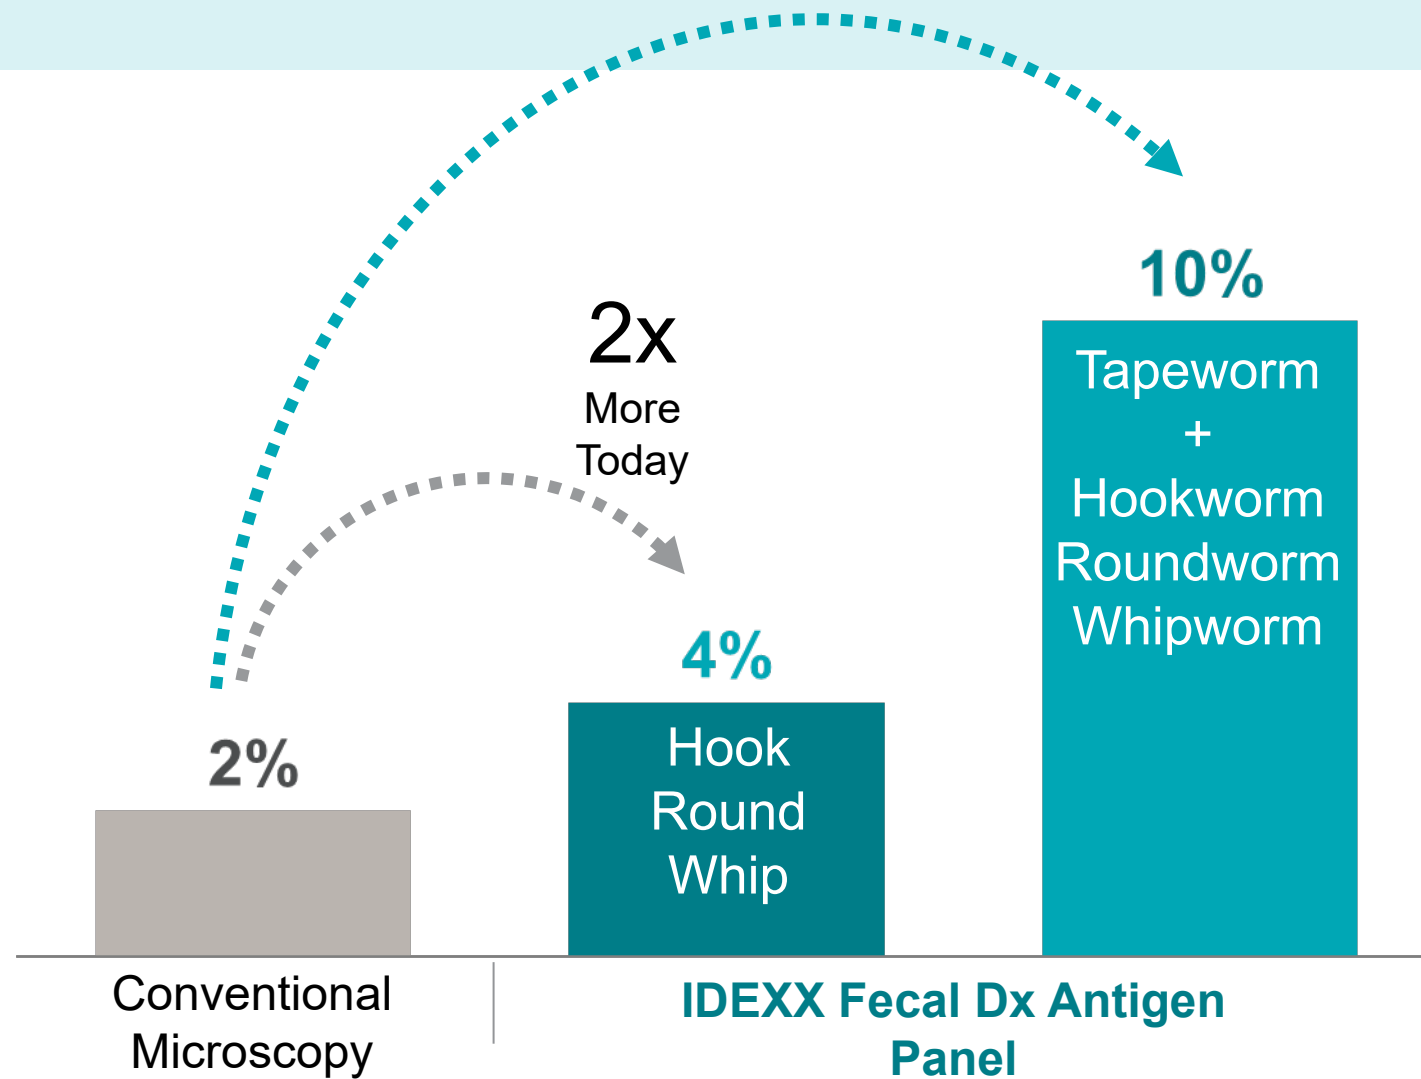 2x
More
Today
10%
Tapeworm
+
Hookworm
Roundworm
Whipworm
4%
Hook
Round
Whip
2%
Conventional
Microscopy
IDEXX Fecal Dx Antigen
Panel